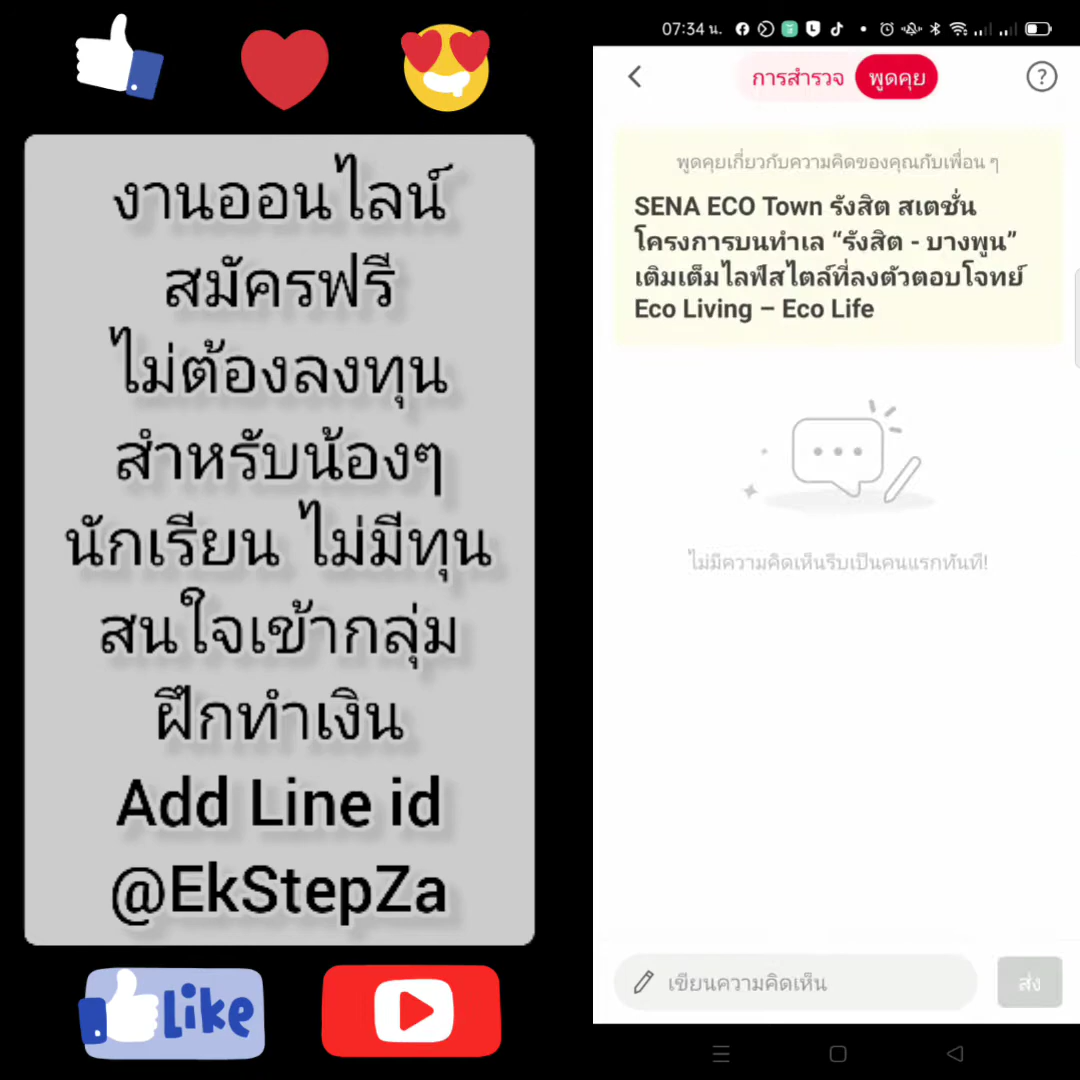 งานออนไลน์
สมัครฟรี
ไม่ต้องลงทุน
สำหรับน้องๆ
นักเรียน ไม่มีทุน
สนใจเข้ากลุ่ม
ฝึกทำเงิน
Add Line id
@EkStepZa
Like
07:34 น.
การสำรวจ พูดคุย
พูดคุยเกี่ยวกับความคิดของคุณกับเพื่อน ๆ
SENA ECO Town รังสิต สเตชั่น
โครงการบนทำเล “รังสิต - บางพูน”
เติมเต็มไลฟ์สไตล์ที่ลงตัวตอบโจทย์
Eco Living – Eco Life
ไม่มีความคิดเห็นรีบเป็นคนแรกทันที!
เขียนความคิดเห็น
ส่ง